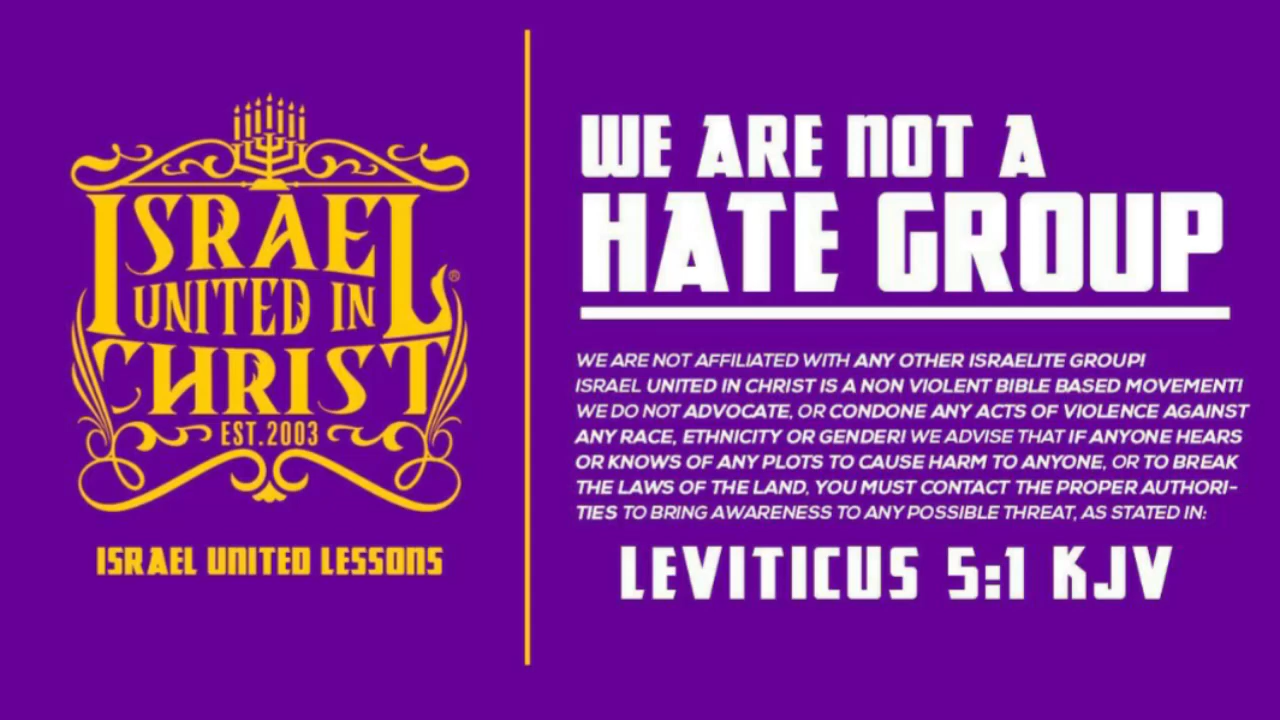 ISRAEL
UNITED IN
CHRIST
®
EST.2003
ISRAEL UNITED LESSONS
WE ARE NOT A
HATE GROUP
WE ARE NOT AFFILIATED WITH ANY OTHER ISRAELITE GROUP!
ISRAEL UNITED IN CHRIST IS A NON VIOLENT BIBLE BASED MOVEMENT!
WE DO NOT ADVOCATE, OR CONDONE ANY ACTS OF VIOLENCE AGAINST
ANY RACE, ETHNICITY OR GENDER! WE ADVISE THAT IF ANYONE HEARS
OR KNOWS OF ANY PLOTS TO CAUSE HARM TO ANYONE, OR TO BREAK
THE LAWS OF THE LAND, YOU MUST CONTACT THE PROPER AUTHORI-
TIES TO BRING AWARENESS TO ANY POSSIBLE THREAT, AS STATED IN:
LEVITICUS 5:1 KJV